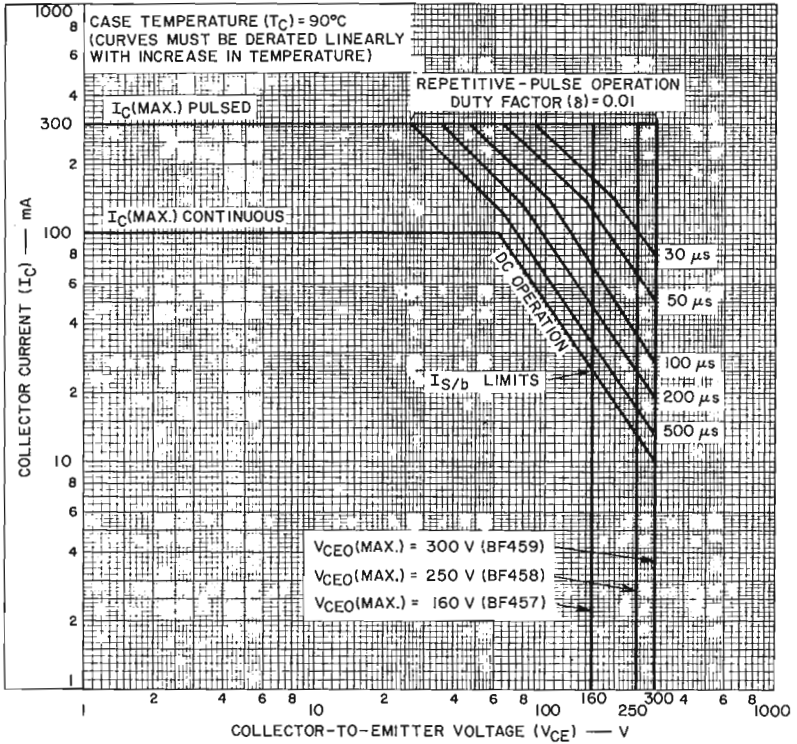 CASE TEMPERATURE (TC) = 90°C
(CURVES MUST BE DERATED LINEARLY
WITH INCREASE IN TEMPERATURE)
REPETITIVE-PULSE OPERATION
DUTY FACTOR (δ) = 0.01
IC(MAX.) PULSED
IC(MAX.) CONTINUOUS
DC OPERATION
IS/b LIMITS
30 μs
50 μs
100 μs
200 μs
500 μs
VCEO(MAX.) = 300 V (BF459)
VCEO(MAX.) = 250 V (BF458)
VCEO(MAX.) = 160 V (BF457)
COLLECTOR CURRENT (IC) — mA
1000
8
6
4
300
2
100
8
6
4
2
10
8
6
4
2
1
2 4 6 8 2 4 6 8 160 2 300 4 6 8
1 10 100 250 1000
COLLECTOR-TO-EMITTER VOLTAGE (VCE) — V